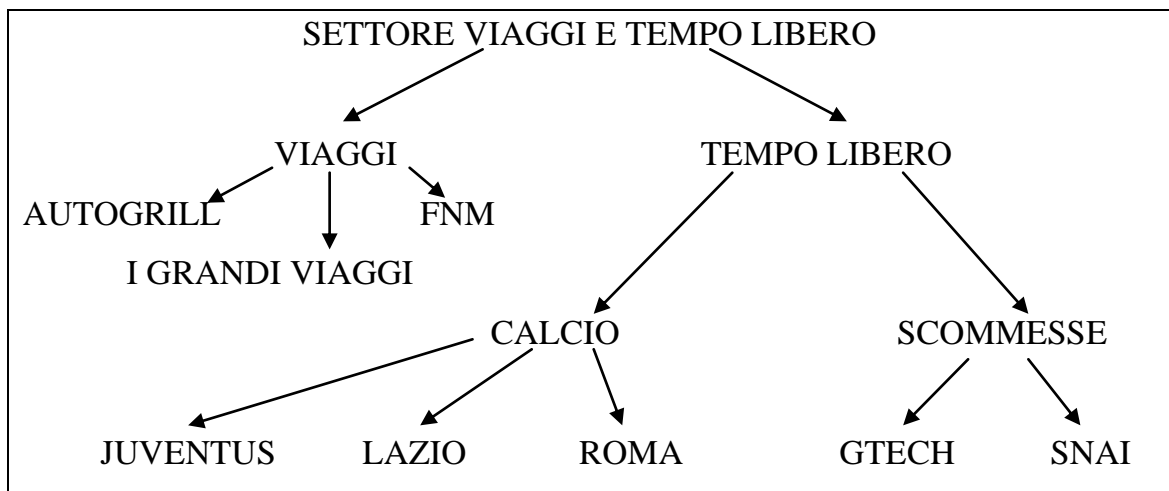 SETTORE VIAGGI E TEMPO LIBERO
VIAGGI TEMPO LIBERO
AUTOGRILL FNM
I GRANDI VIAGGI
CALCIO SCOMMESSE
JUVENTUS LAZIO ROMA GTECH SNAI